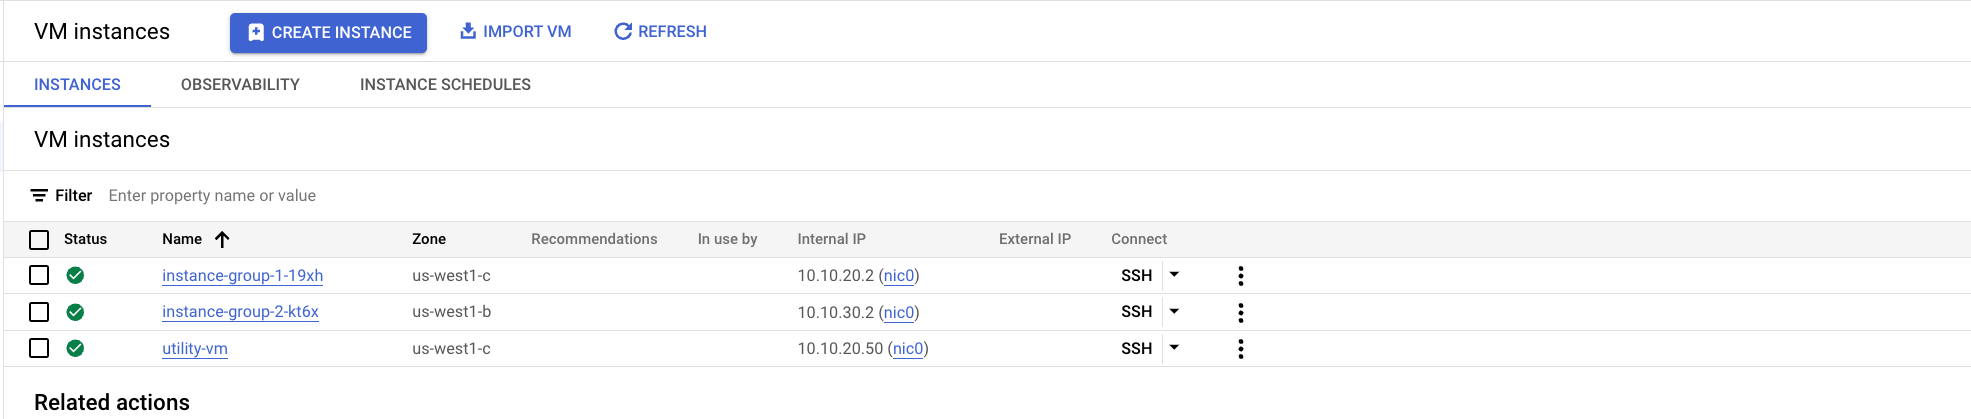 VM instances CREATE INSTANCE IMPORT VM REFRESH
INSTANCES OBSERVABILITY INSTANCE SCHEDULES
VM instances
Filter Enter property name or value
Status Name Zone Recommendations In use by Internal IP External IP Connect
instance-group-1-19xh us-west1-c 10.10.20.2 (nic0) SSH
instance-group-2-kt6x us-west1-b 10.10.30.2 (nic0) SSH
utility-vm us-west1-c 10.10.20.50 (nic0) SSH
Related actions